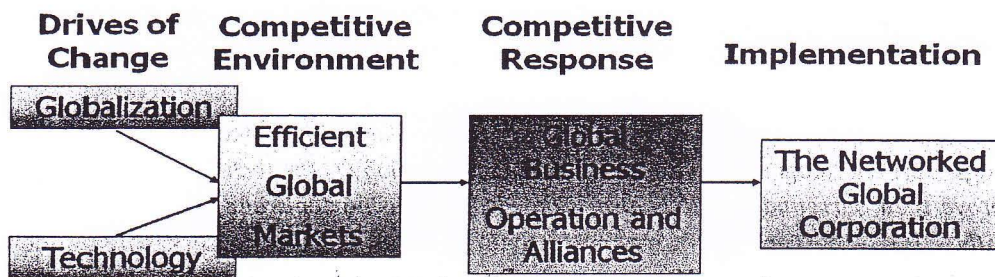 Drives of
Change
Competitive
Environment
Competitive
Response
Implementation
Globalization
Technology
Efficient
Global
Markets
Global
Business
Operation and
Alliances
The Networked
Global
Corporation